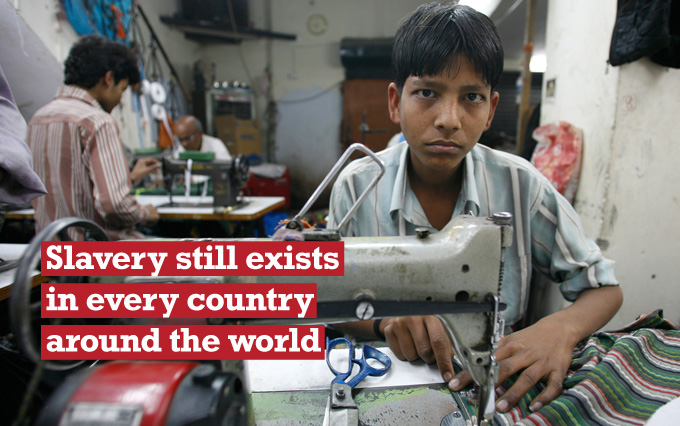 Slavery still exists
in every country
around the world